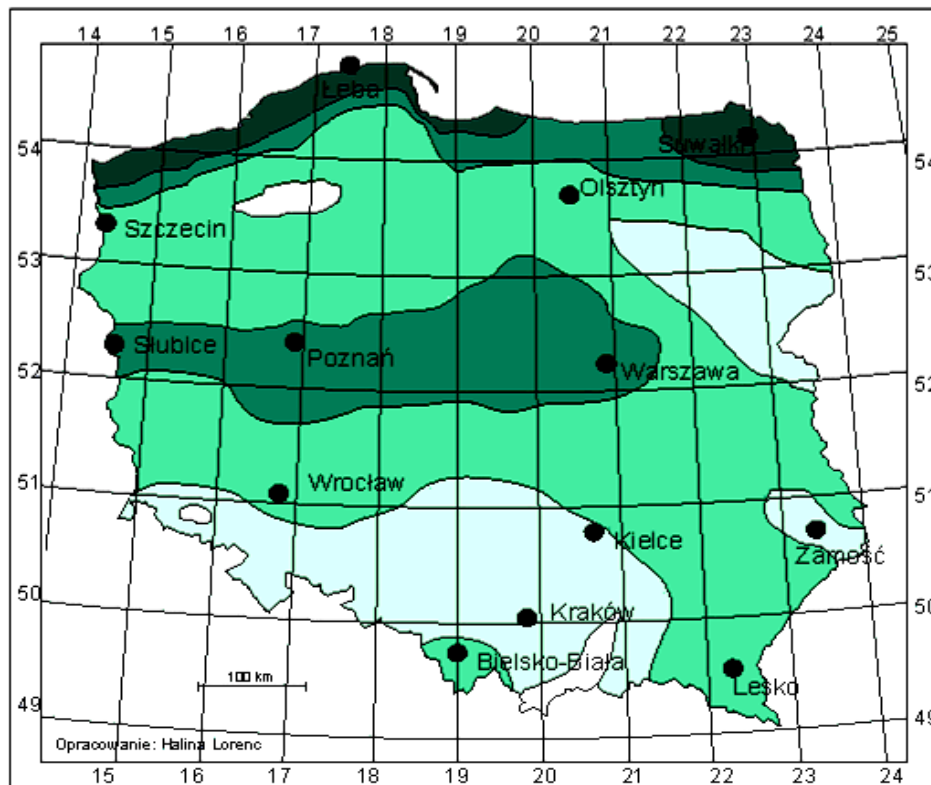 14 15 16 17 18 19 20 21 22 23 24 25
Łeba
54 Suwałki 54
Olsztyn
Szczecin
53 53
Słubice Poznań Warszawa
52 52
Wrocław
51 51
Kielce Zamość
50 Kraków 50
Bielsko-Biała
Lesko
100 km
49 49
Opracowanie: Halina Lorenc
15 16 17 18 19 20 21 22 23 24